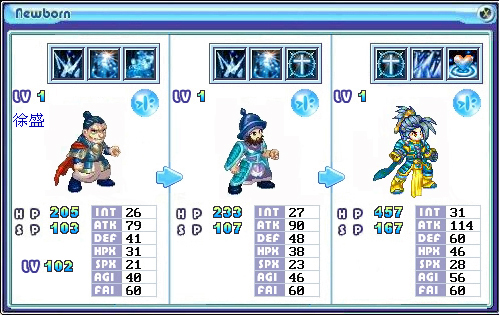 Newborn
LV 1
徐盛
HP 205
SP 103
LV 102
INT 26
ATK 79
DEF 41
HPX 31
SPX 21
AGI 40
FAI 60
LV 1
HP 233
SP 107
INT 27
ATK 90
DEF 48
HPX 38
SPX 23
AGI 46
FAI 60
LV 1
HP 457
SP 167
INT 31
ATK 114
DEF 60
HPX 46
SPX 28
AGI 56
FAI 60